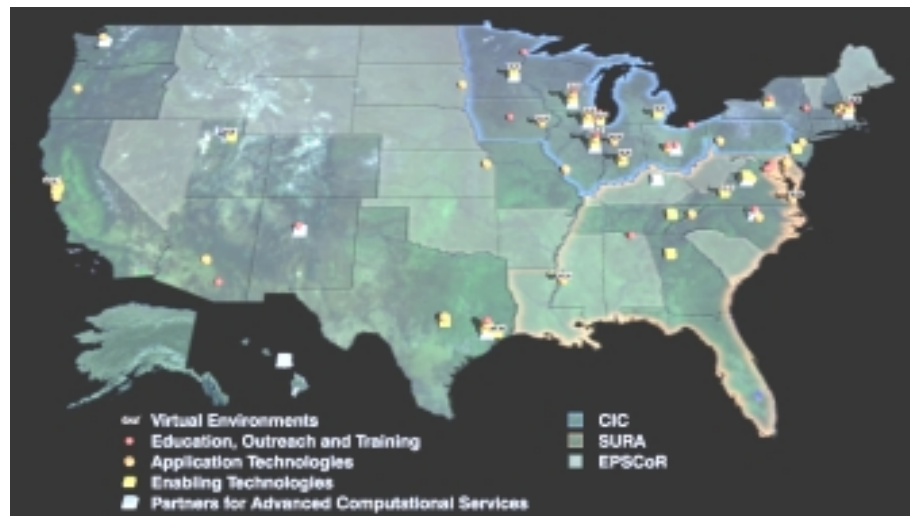 Virtual Environments
Education, Outreach and Training
Application Technologies
Enabling Technologies
Partners for Advanced Computational Services
CIC
SURA
EPSCoR